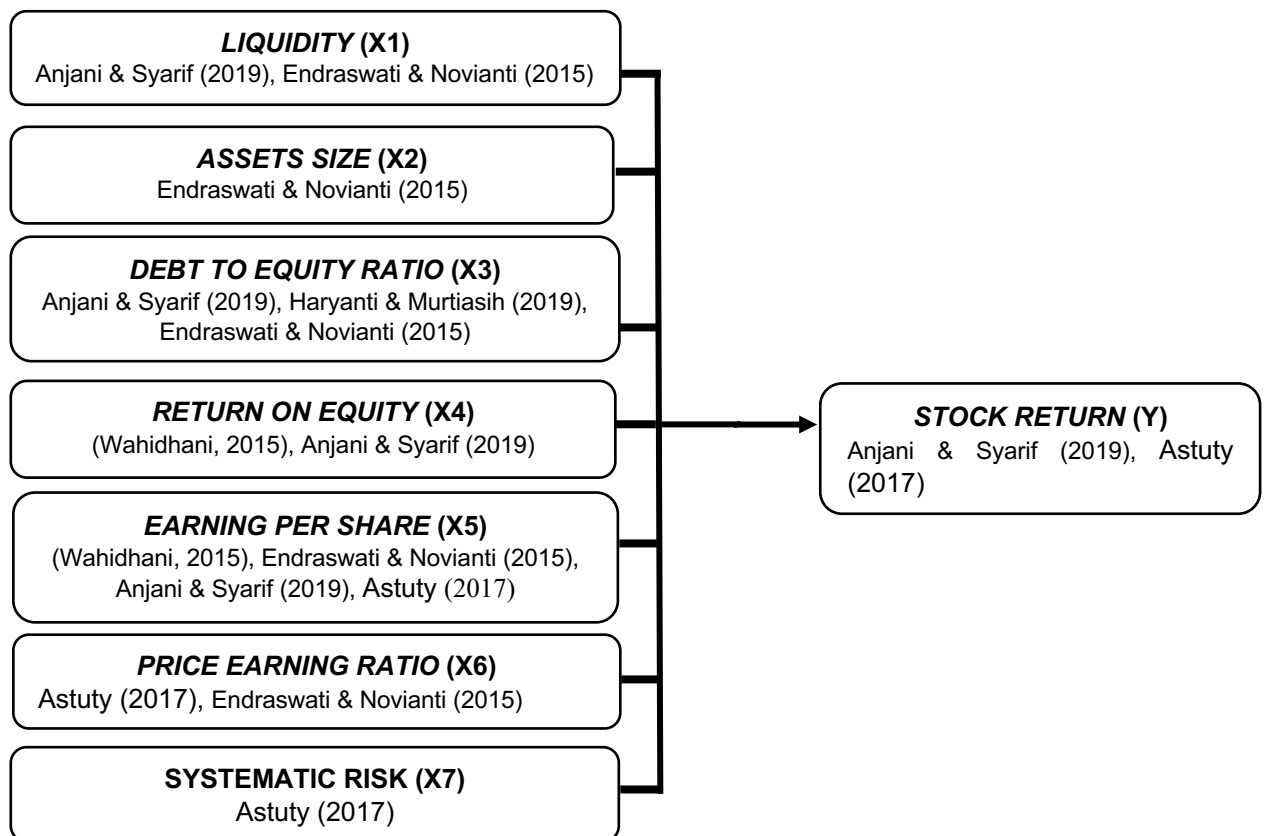 LIQUIDITY (X1)
Anjani & Syarif (2019), Endraswati & Novianti (2015)
ASSETS SIZE (X2)
Endraswati & Novianti (2015)
DEBT TO EQUITY RATIO (X3)
Anjani & Syarif (2019), Haryanti & Murtiasih (2019),
Endraswati & Novianti (2015)
RETURN ON EQUITY (X4)
(Wahidhani, 2015), Anjani & Syarif (2019)
EARNING PER SHARE (X5)
(Wahidhani, 2015), Endraswati & Novianti (2015),
Anjani & Syarif (2019), Astuty (2017)
PRICE EARNING RATIO (X6)
Astuty (2017), Endraswati & Novianti (2015)
SYSTEMATIC RISK (X7)
Astuty (2017)
STOCK RETURN (Y)
Anjani & Syarif (2019), Astuty
(2017)